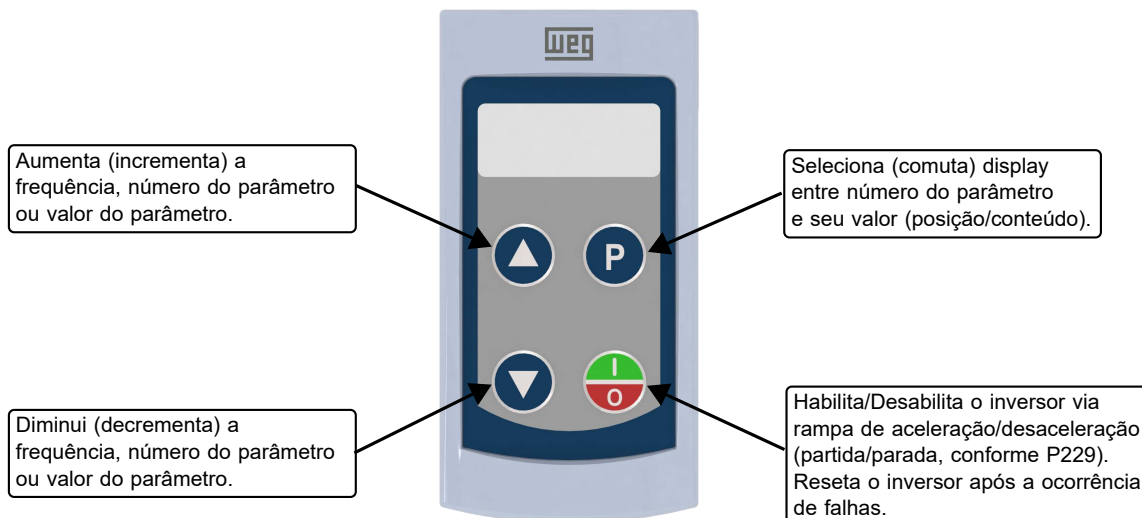 weg
Aumenta (incrementa) a
frequência, número do parâmetro
ou valor do parâmetro.
Seleciona (comuta) display
entre número do parâmetro
e seu valor (posição/conteúdo).
P
I
O
Diminui (decrementa) a
frequência, número do parâmetro
ou valor do parâmetro.
Habilita/Desabilita o inversor via
rampa de aceleração/desaceleração
(partida/parada, conforme P229).
Reseta o inversor após a ocorrência
de falhas.